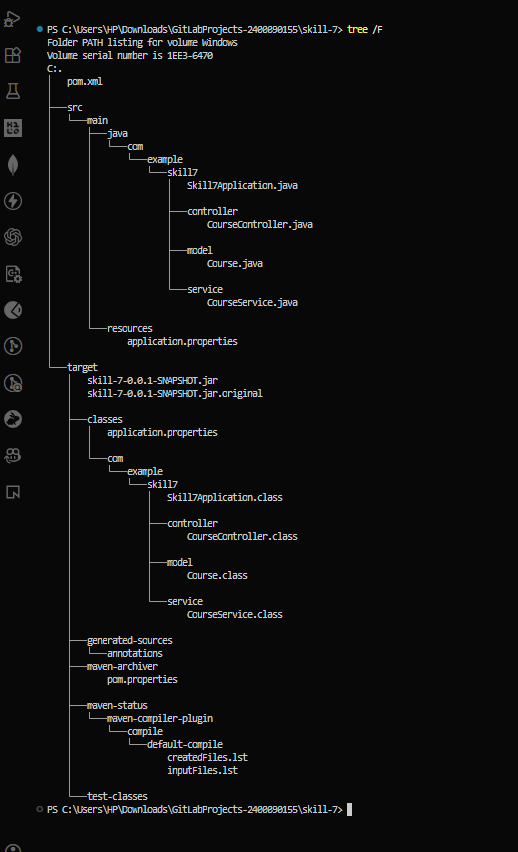 PS C:\Users\HP\Downloads\GitLabProjects-2400090155\skill-7> tree /F
Folder PATH listing for volume Windows
Volume serial number is 1EE3-6470
C:.
│   pom.xml
│
├───src
│   └───main
│       ├───java
│       │   └───com
│       │       └───example
│       │           └───skill7
│       │               │   Skill7Application.java
│       │               │
│       │               ├───controller
│       │               │       CourseController.java
│       │               │
│       │               ├───model
│       │               │       Course.java
│       │               │
│       │               └───service
│       │                       CourseService.java
│       │
│       └───resources
│               application.properties
│
└───target
    │   skill-7-0.0.1-SNAPSHOT.jar
    │   skill-7-0.0.1-SNAPSHOT.jar.original
    │
    ├───classes
    │   │   application.properties
    │   │
    │   └───com
    │       └───example
    │           └───skill7
    │               │   Skill7Application.class
    │               │
    │               ├───controller
    │               │       CourseController.class
    │               │
    │               ├───model
    │               │       Course.class
    │               │
    │               └───service
    │                       CourseService.class
    │
    ├───generated-sources
    │   └───annotations
    ├───maven-archiver
    │       pom.properties
    │
    ├───maven-status
    │   └───maven-compiler-plugin
    │       └───compile
    │           └───default-compile
    │                   createdFiles.lst
    │                   inputFiles.lst
    │
    └───test-classes
PS C:\Users\HP\Downloads\GitLabProjects-2400090155\skill-7>